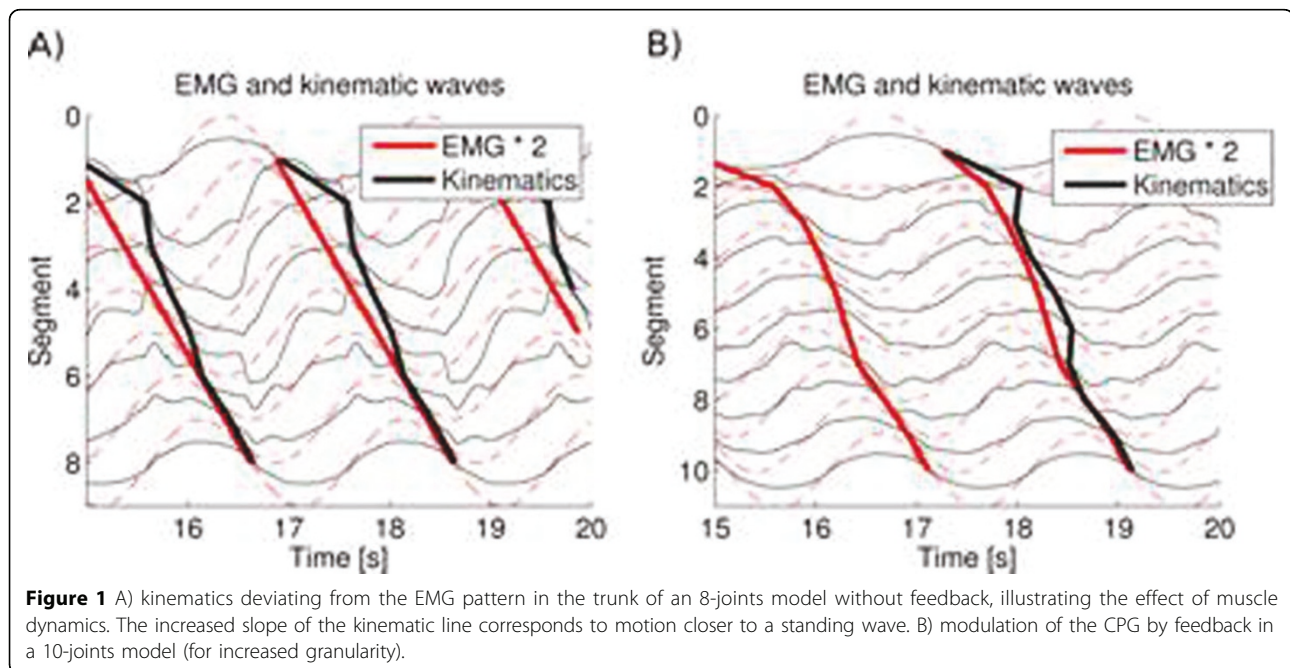 A)
EMG and kinematic waves
EMG * 2
Kinematics
Segment
0
2
4
6
8
16
17
18
19
20
Time [s]
B)
EMG and kinematic waves
EMG * 2
Kinematics
Segment
0
2
4
6
8
10
15
16
17
18
19
20
Time [s]
Figure 1 A) kinematics deviating from the EMG pattern in the trunk of an 8-joints model without feedback, illustrating the effect of muscle
dynamics. The increased slope of the kinematic line corresponds to motion closer to a standing wave. B) modulation of the CPG by feedback in
a 10-joints model (for increased granularity).